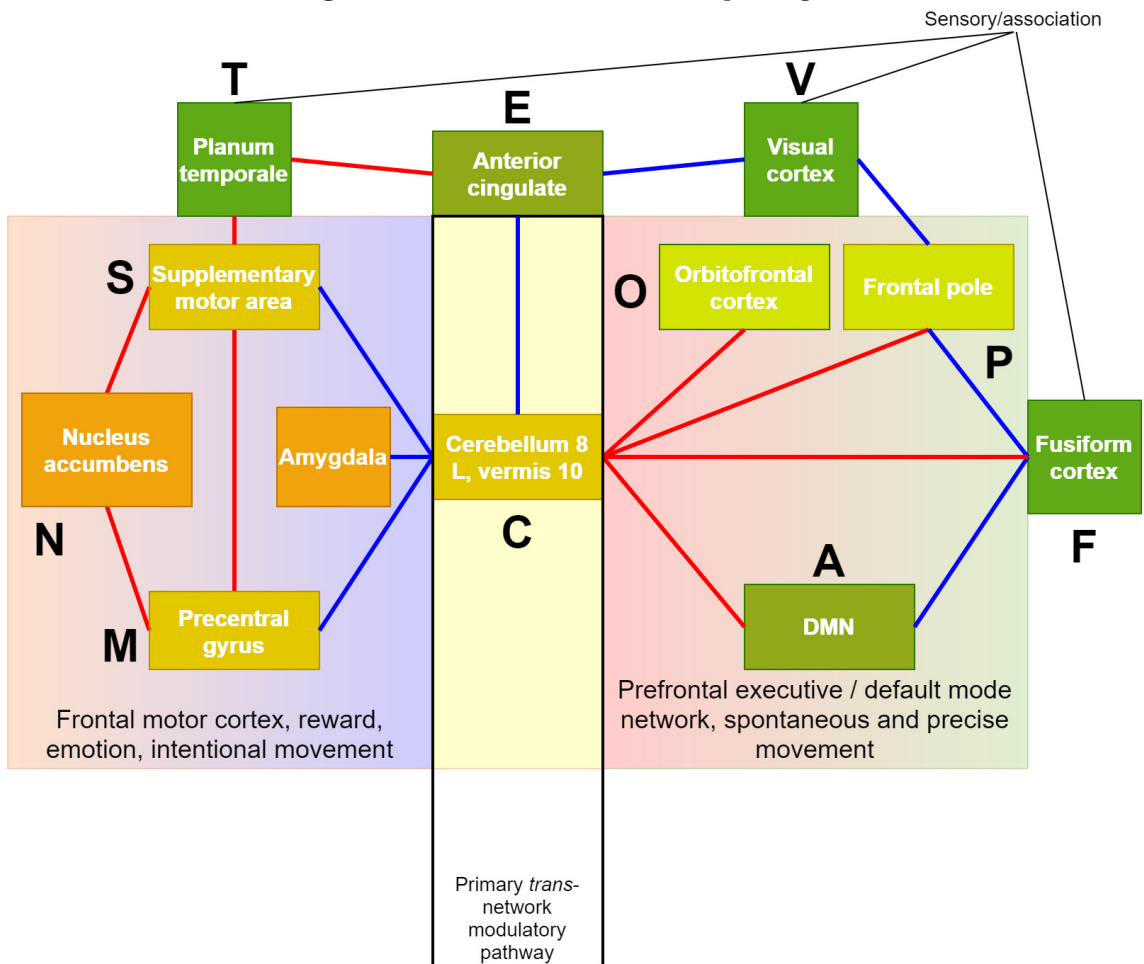 Sensory/association
T
E
V
Planum
temporale
Anterior
cingulate
Visual
cortex
S
Supplementary
motor area
O
Orbitofrontal
cortex
Frontal pole
P
Nucleus
accumbens
Amygdala
Cerebellum 8
L, vermis 10
Fusiform
cortex
N
C
F
A
M
Precentral
gyrus
DMN
Frontal motor cortex, reward,
emotion, intentional movement
Prefrontal executive / default mode
network, spontaneous and precise
movement
Primary trans-
network
modulatory
pathway